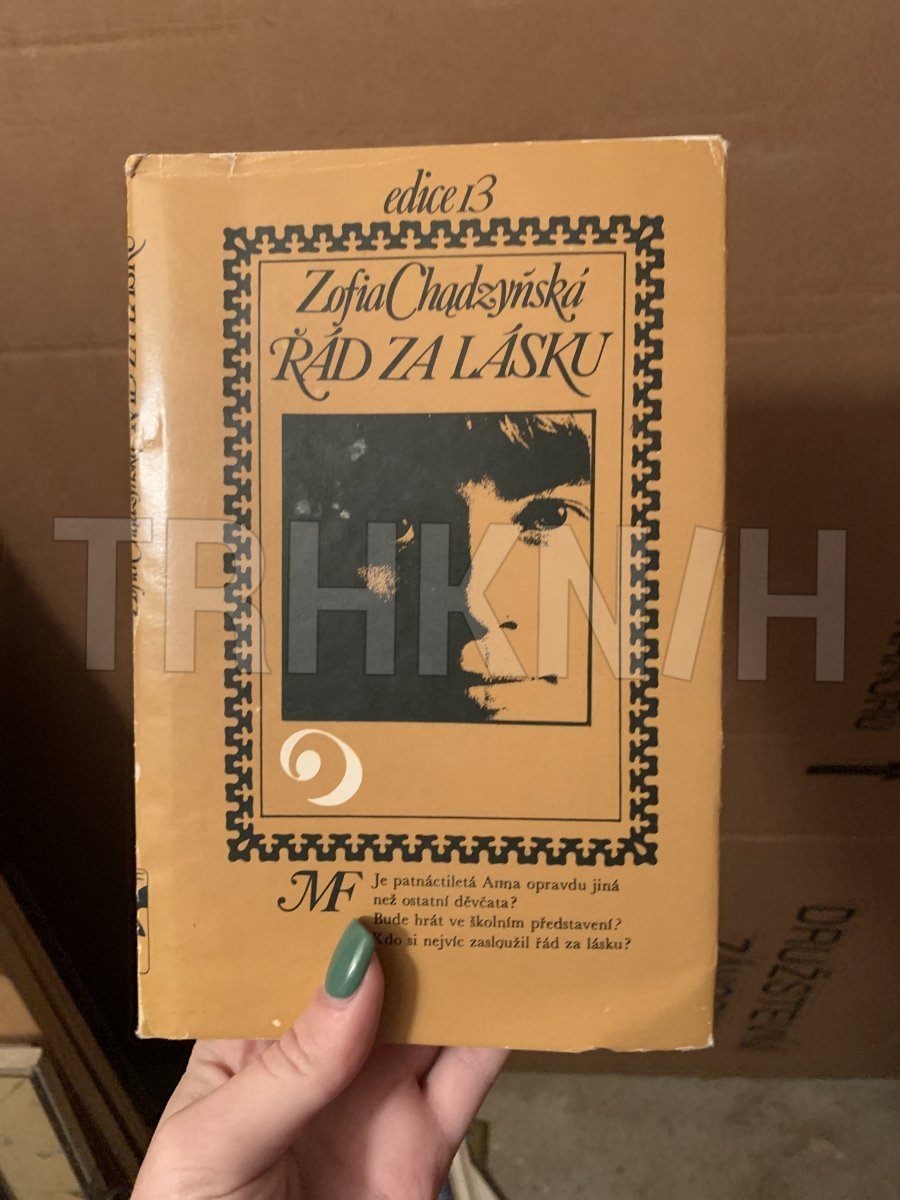 edice 13
Zofia Chądzyńská
ŘÁD ZA LÁSKU
MF
Je patnáctiletá Anna opravdu jiná
než ostatní děvčata?
Bude hrát ve školním představení?
Kdo si nejvíc zasloužil řád za lásku?
TRHKNIH
DRUŽSTEV